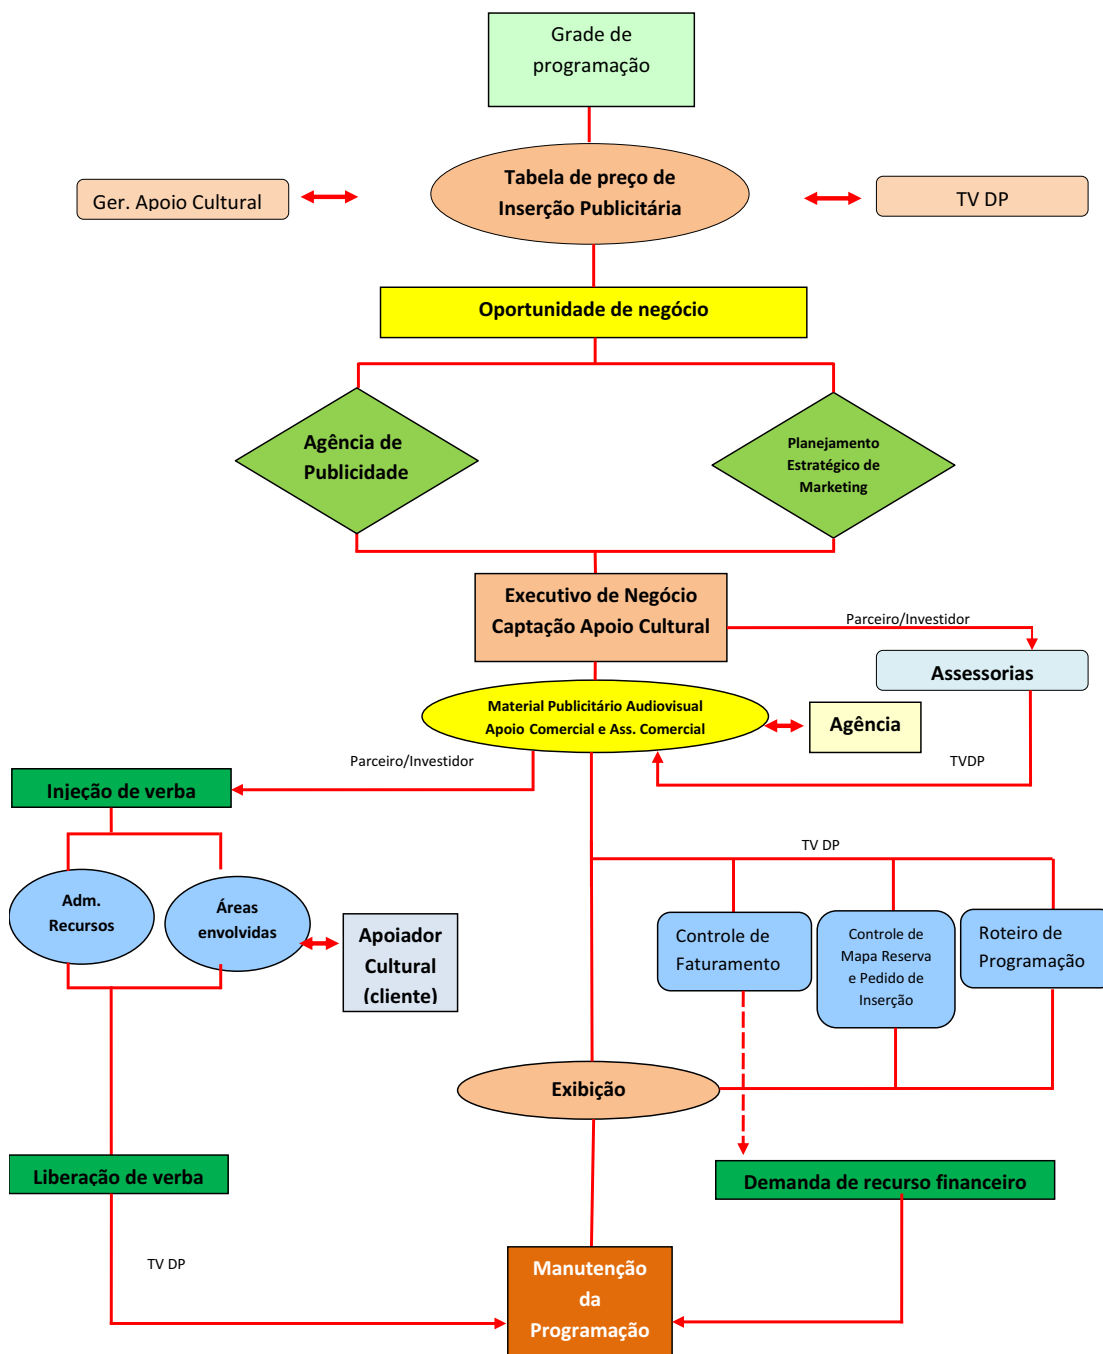 Grade de
programação
Tabela de preço de
Inserção Publicitária
Ger. Apoio Cultural
TV DP
Oportunidade de negócio
Agência de
Publicidade
Planejamento
Estratégico de
Marketing
Executivo de Negócio
Captação Apoio Cultural
Parceiro/Investidor
Assessorias
Material Publicitário Audiovisual
Apoio Comercial e Ass. Comercial
Agência
Parceiro/Investidor
TVDP
Injeção de verba
TV DP
Adm.
Recursos
Áreas
envolvidas
Apoiador
Cultural
(cliente)
Controle de
Faturamento
Controle de
Mapa Reserva
e Pedido de
Inserção
Roteiro de
Programação
Exibição
Liberação de verba
Demanda de recurso financeiro
TV DP
Manutenção
da
Programação